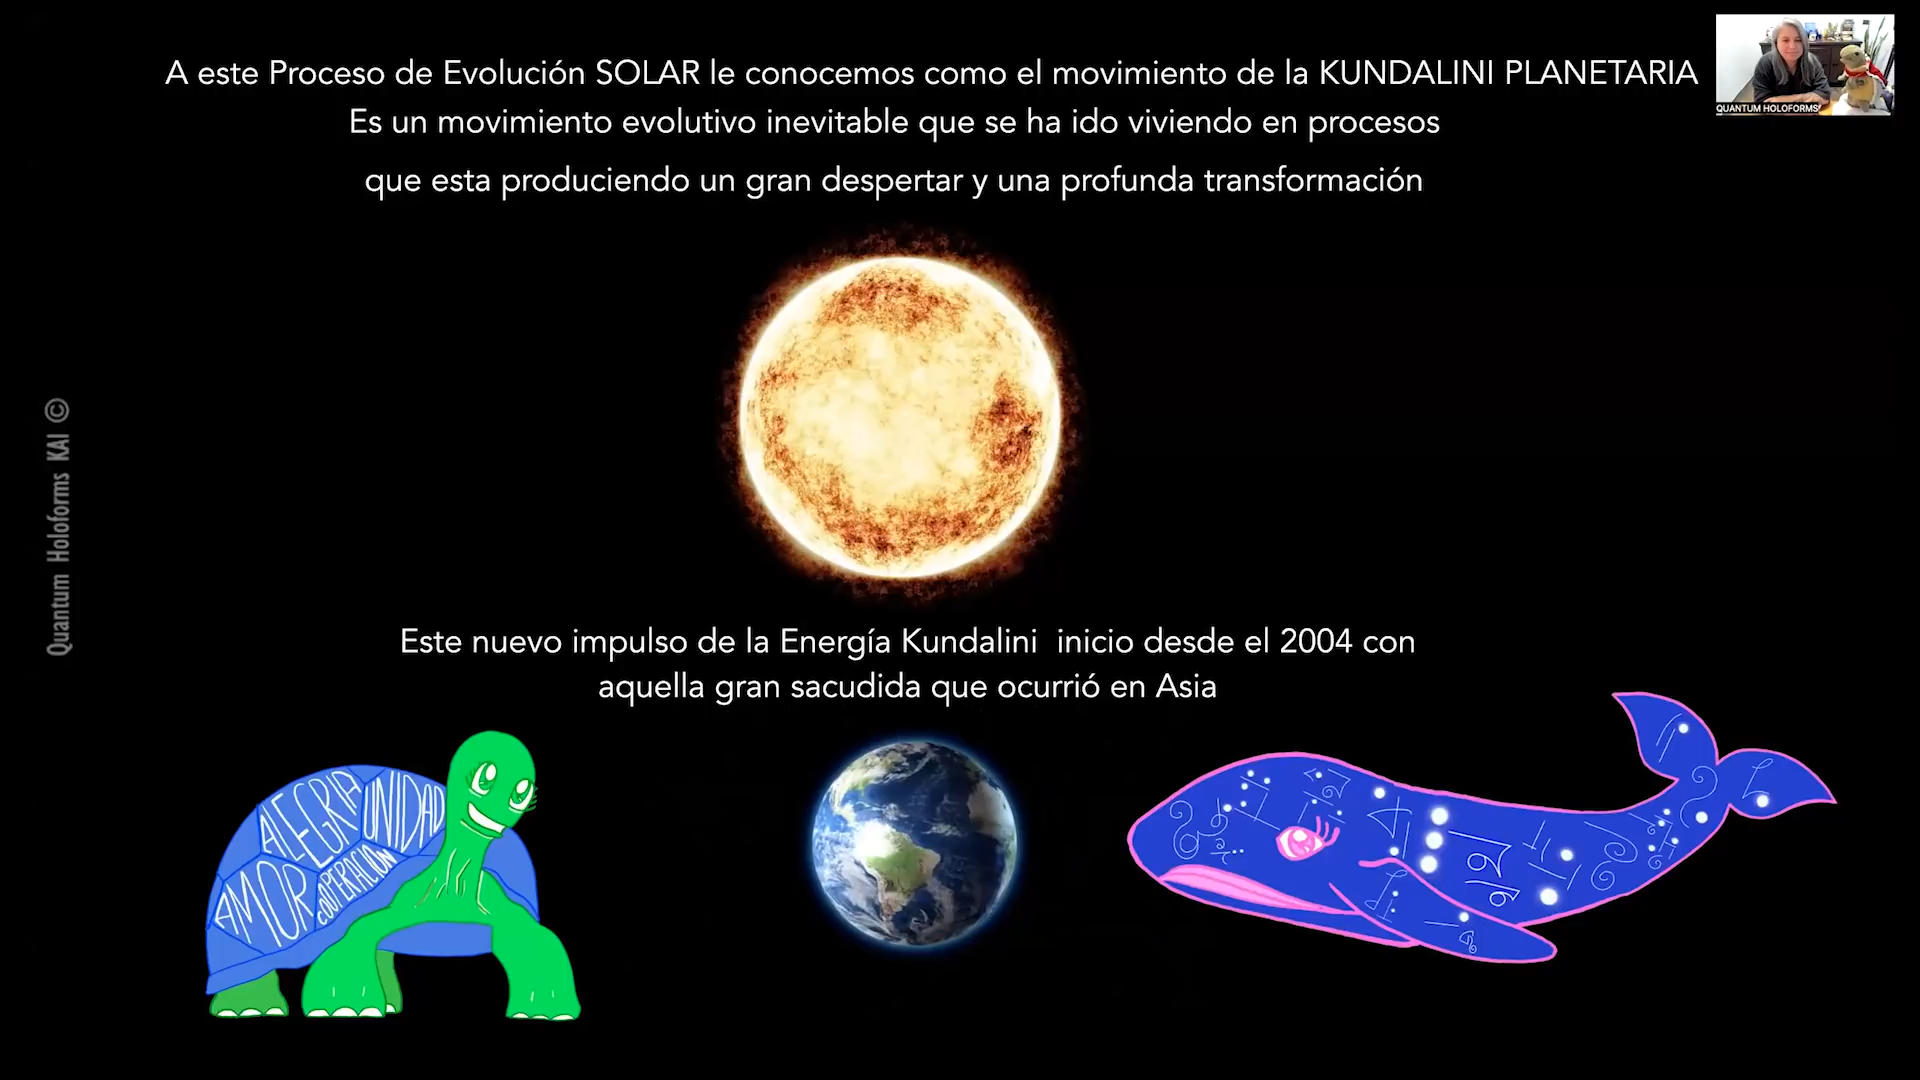 A este Proceso de Evolución SOLAR le conocemos como el movimiento de la KUNDALINI PLANETARIA
Es un movimiento evolutivo inevitable que se ha ido viviendo en procesos
que esta produciendo un gran despertar y una profunda transformación
QUANTUM HOLOFORMS
Quantum Holoforms KAI ©
Este nuevo impulso de la Energía Kundalini inicio desde el 2004 con
aquella gran sacudida que ocurrió en Asia
ALEGRIA
UNIDAD
AMOR
COOPERACION